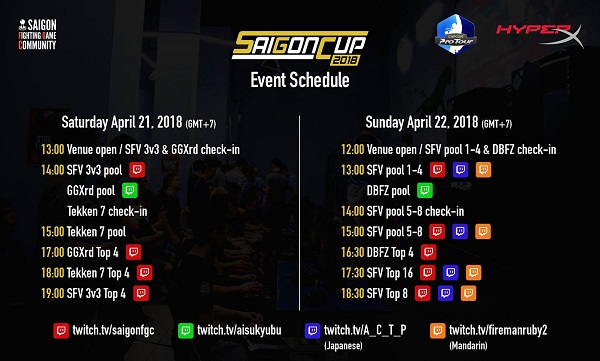 SAIGON
FIGHTING GAME
COMMUNITY
SAIGONCUP
2018
PRO TOUR
HYPERX
Event Schedule
Saturday April 21, 2018 (GMT+7)
13:00 Venue open / SFV 3v3 & GGXrd check-in
14:00 SFV 3v3 pool
GGXrd pool
Tekken 7 check-in
15:00 Tekken 7 pool
17:00 GGXrd Top 4
18:00 Tekken 7 Top 4
19:00 SFV 3v3 Top 4
Sunday April 22, 2018 (GMT+7)
12:00 Venue open / SFV pool 1-4 & DBFZ check-in
13:00 SFV pool 1-4
DBFZ pool
14:00 SFV pool 5-8 check-in
15:00 SFV pool 5-8
16:30 DBFZ Top 4
17:30 SFV Top 16
18:30 SFV Top 8
twitch.tv/saigonfgc
twitch.tv/aisukyubu
twitch.tv/A_C_T_P
(Japanese)
twitch.tv/firemanruby2
(Mandarin)